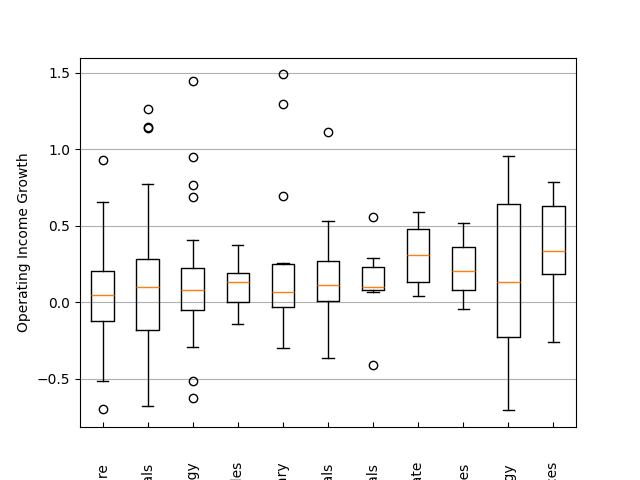 Operating Income Growth
1.5
1.0
0.5
0.0
−0.5
re
als
gy
les
ary
als
als
ate
es
gy
ces